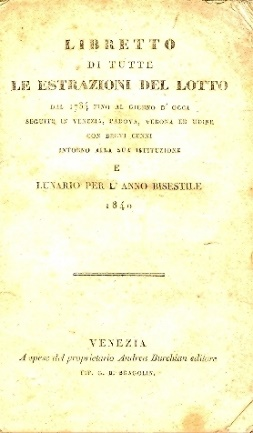 LIBRETTO
DI TUTTE
LE ESTRAZIONI DEL LOTTO
DAL 1734 FINO AL GIORNO D' OGGI
SEGUITE IN VENEZIA, PADOVA, VERONA ED UDINE
CON BREVI CENNI
INTORNO ALLA SUA ISTITUZIONE
E
LUNARIO PER L' ANNO BISESTILE
1840
VENEZIA
A spese del proprietario Andrea Burchian editore
TIP. G. B. BRAGOLIN.